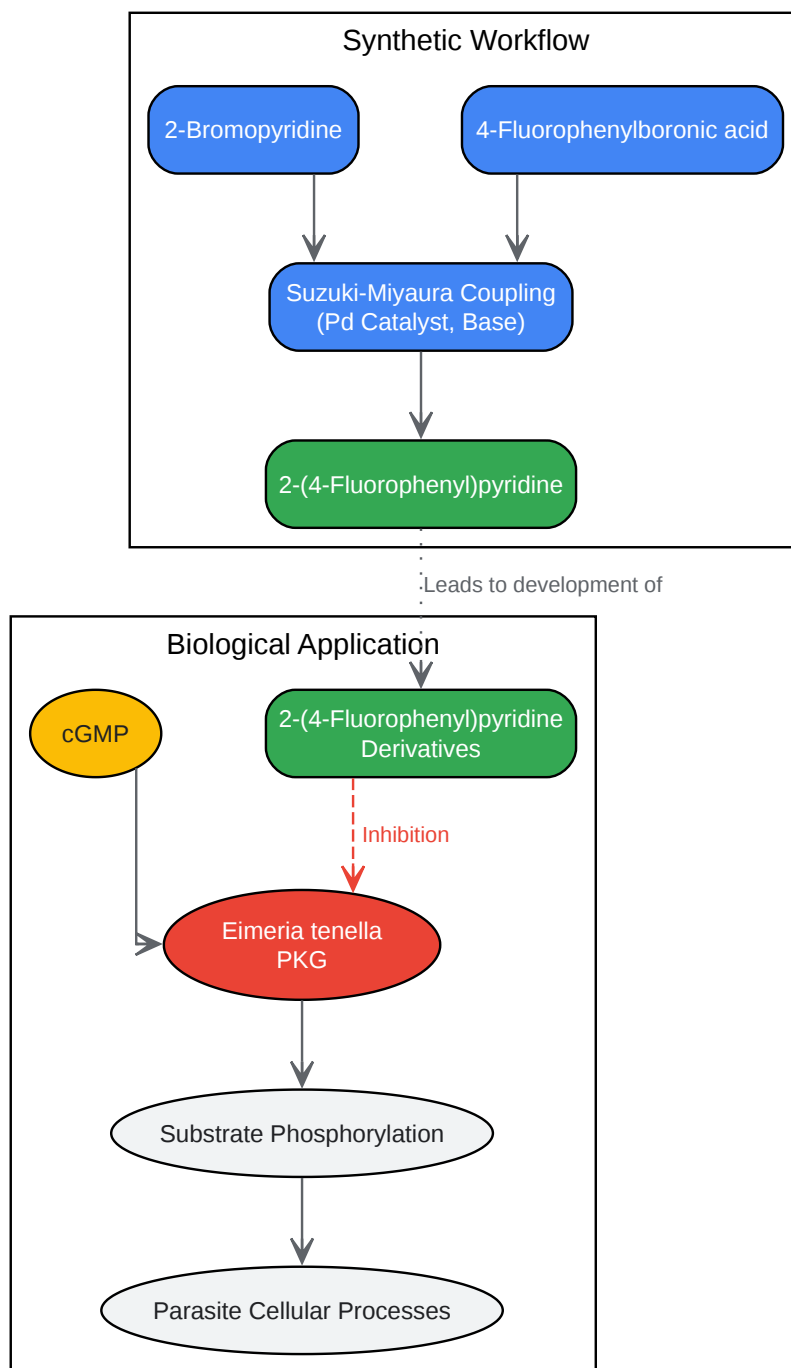 Synthetic Workflow
2-Bromopyridine
4-Fluorophenylboronic acid
Suzuki-Miyaura Coupling
(Pd Catalyst, Base)
2-(4-Fluorophenyl)pyridine
Leads to development of
Biological Application
cGMP
2-(4-Fluorophenyl)pyridine
Derivatives
Inhibition
Eimeria tenella
PKG
Substrate Phosphorylation
Parasite Cellular Processes